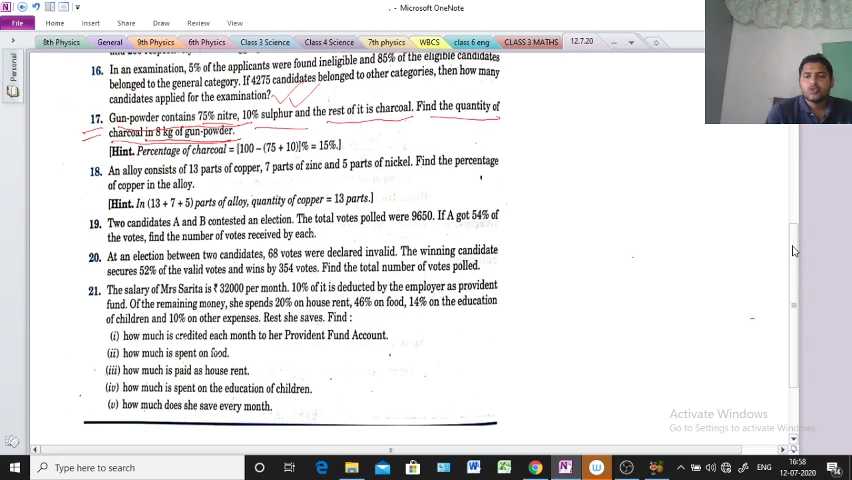 . - Microsoft OneNote
File Home Insert Draw History Review View
8th Physics General 9th Physics 6th Physics Class 3 Science Class 4 Science 7th physics WBCS class 6 eng CLASS 3 MATHS 12.7.20
Personal
16. In an examination, 5% of the applicants were found ineligible and 85% of the eligible candidates
belonged to the general category. If 4275 candidates belonged to other categories, then how many
candidates applied for the examination?
17. Gun-powder contains 75% nitre, 10% sulphur and the rest of it is charcoal. Find the quantity of
charcoal in 8 kg of gun-powder.
[Hint. Percentage of charcoal = [100 – (75 + 10)]% = 15%.]
18. An alloy consists of 13 parts of copper, 7 parts of zinc and 5 parts of nickel. Find the percentage
of copper in the alloy.
[Hint. In (13 + 7 + 5) parts of alloy, quantity of copper = 13 parts.]
19. Two candidates A and B contested an election. The total votes polled were 9650. If A got 54% of
the votes, find the number of votes received by each.
20. At an election between two candidates, 68 votes were declared invalid. The winning candidate
secures 52% of the valid votes and wins by 354 votes. Find the total number of votes polled.
21. The salary of Mrs Sarita is ₹ 32000 per month. 10% of it is deducted by the employer as provident
fund. Of the remaining money, she spends 20% on house rent, 46% on food, 14% on the education
of children and 10% on other expenses. Rest she saves. Find :
(i) how much is credited each month to her Provident Fund Account.
(ii) how much is spent on food.
(iii) how much is paid as house rent.
(iv) how much is spent on the education of children.
(v) how much does she save every month.
Activate Windows
Go to Settings to activate Windows.
Type here to search
ENG
16:58
12-07-2020
14